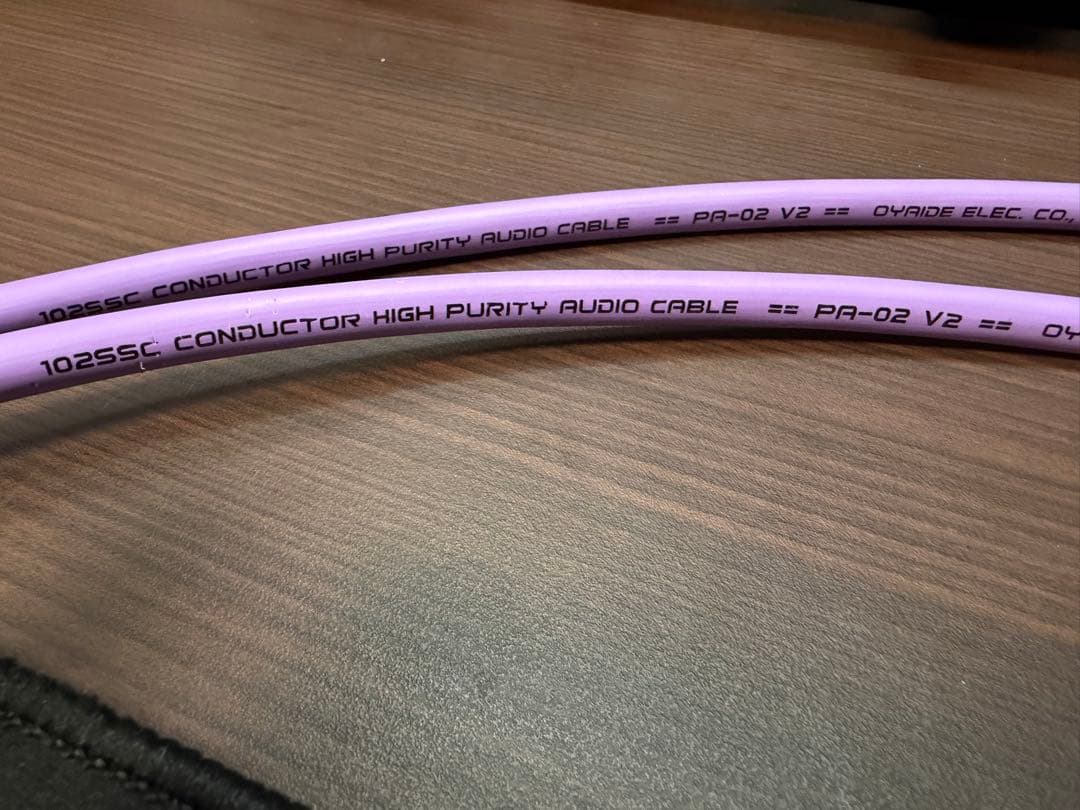 102SSC CONDUCTOR HIGH PURITY AUDIO CABLE == PA-02 V2 == OYAIDE ELEC. CO.,
102SSC CONDUCTOR HIGH PURITY AUDIO CABLE == PA-02 V2 == OY